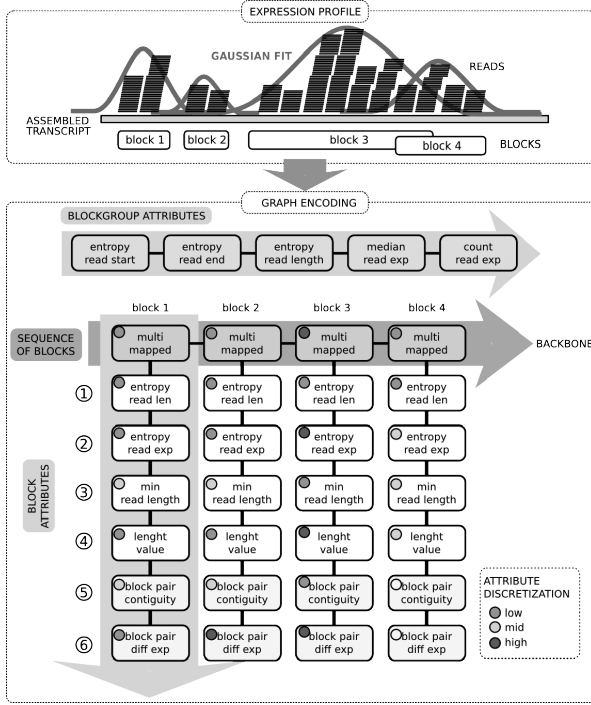 EXPRESSION PROFILE
GAUSSIAN FIT
READS
ASSEMBLED
TRANSCRIPT
block 1
block 2
block 3
block 4
BLOCKS
GRAPH ENCODING
BLOCKGROUP ATTRIBUTES
entropy
read start
entropy
read end
entropy
read length
median
read exp
count
read exp
block 1
block 2
block 3
block 4
SEQUENCE
OF BLOCKS
multi
mapped
multi
mapped
multi
mapped
multi
mapped
BACKBONE
BLOCK
ATTRIBUTES
1
entropy
read len
entropy
read len
entropy
read len
entropy
read len
2
entropy
read exp
entropy
read exp
entropy
read exp
entropy
read exp
3
min
read length
min
read length
min
read length
min
read length
4
lenght
value
lenght
value
lenght
value
lenght
value
5
block pair
contiguity
block pair
contiguity
block pair
contiguity
block pair
contiguity
6
block pair
diff exp
block pair
diff exp
block pair
diff exp
block pair
diff exp
ATTRIBUTE
DISCRETIZATION
low
mid
high